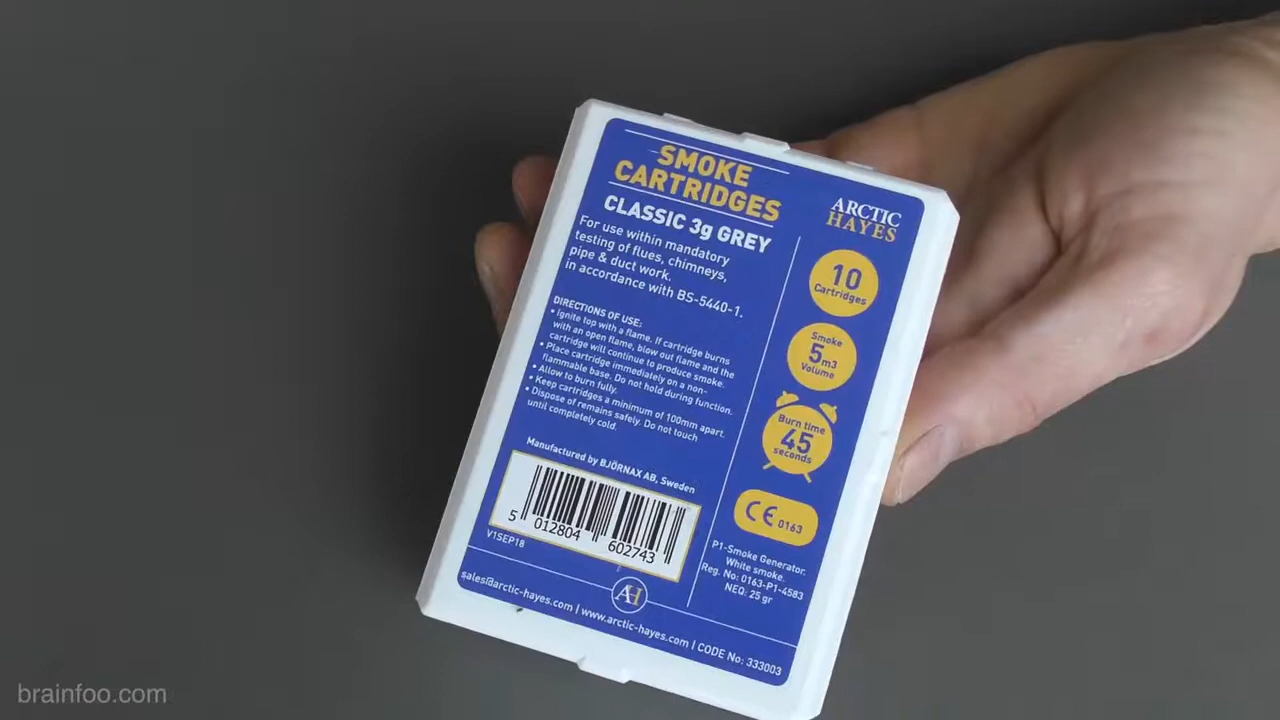 SMOKE
CARTRIDGES
CLASSIC 3g GREY
For use within mandatory
testing of flues, chimneys,
pipe & duct work.
in accordance with BS-5440-1.
DIRECTIONS OF USE:
• Ignite top with a flame. If cartridge burns
with an open flame, blow out flame and the
cartridge will continue to produce smoke.
• Place cartridge immediately on a non-
flammable base. Do not hold during function.
• Allow to burn fully.
• Keep cartridges a minimum of 100mm apart.
• Dispose of remains safely. Do not touch
until completely cold.
Manufactured by BJÖRNAX AB, Sweden
5 012804 602743
V1SEP18
ARCTIC
HAYES
10
Cartridges
Smoke
5m3
Volume
Burn time
45
seconds
CE 0163
P1-Smoke Generator.
White smoke.
Reg. No: 0163-P1-4583
NEQ: 25 gr
AH
sales@arctic-hayes.com | www.arctic-hayes.com | CODE No: 333003
brainfoo.com